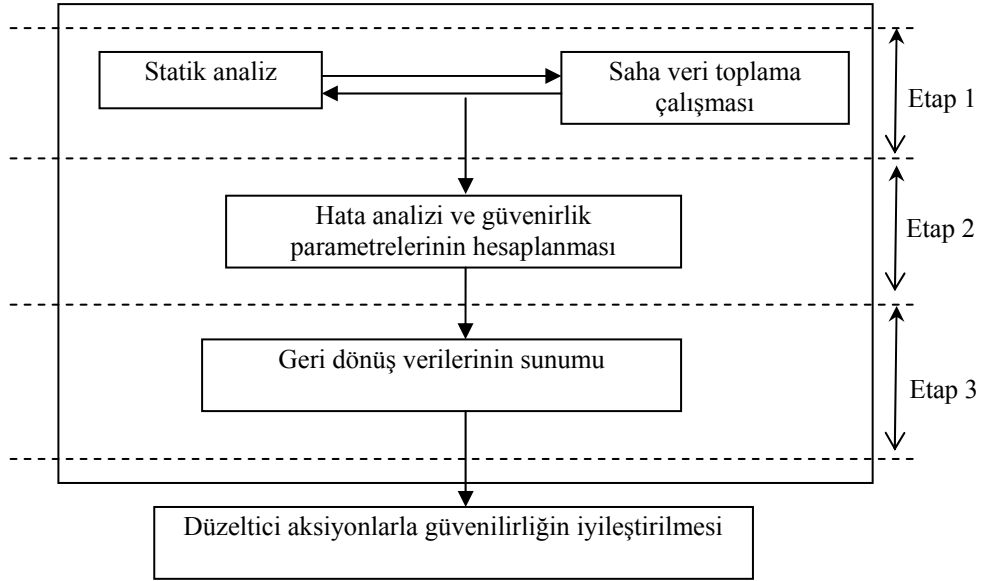 Statik analiz
Saha veri toplama
çalışması
Etap 1
Hata analizi ve güvenirlik
parametrelerinin hesaplanması
Etap 2
Geri dönüş verilerinin sunumu
Etap 3
Düzeltici aksiyonlarla güvenilirliğin iyileştirilmesi